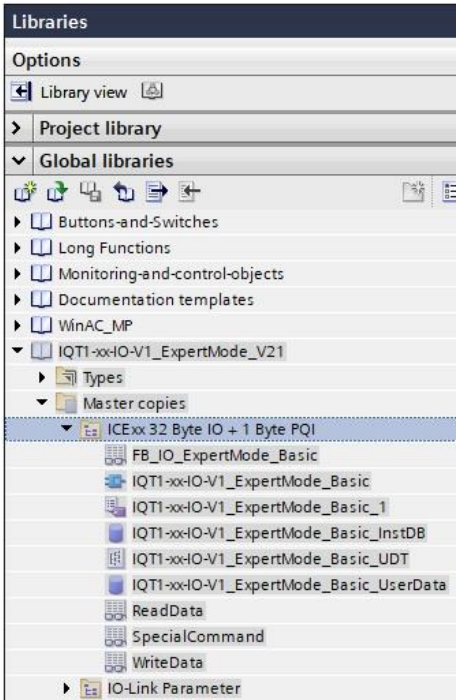 Libraries
Options
Library view
Project library
Global libraries
Buttons-and-Switches
Long Functions
Monitoring-and-control-objects
Documentation templates
WinAC_MP
IQT1-xx-IO-V1_ExpertMode_V21
Types
Master copies
ICExx 32 Byte IO + 1 Byte PQI
FB_IO_ExpertMode_Basic
IQT1-xx-IO-V1_ExpertMode_Basic
IQT1-xx-IO-V1_ExpertMode_Basic_1
IQT1-xx-IO-V1_ExpertMode_Basic_InstDB
IQT1-xx-IO-V1_ExpertMode_Basic_UDT
IQT1-xx-IO-V1_ExpertMode_Basic_UserData
ReadData
SpecialCommand
WriteData
IO-Link Parameter